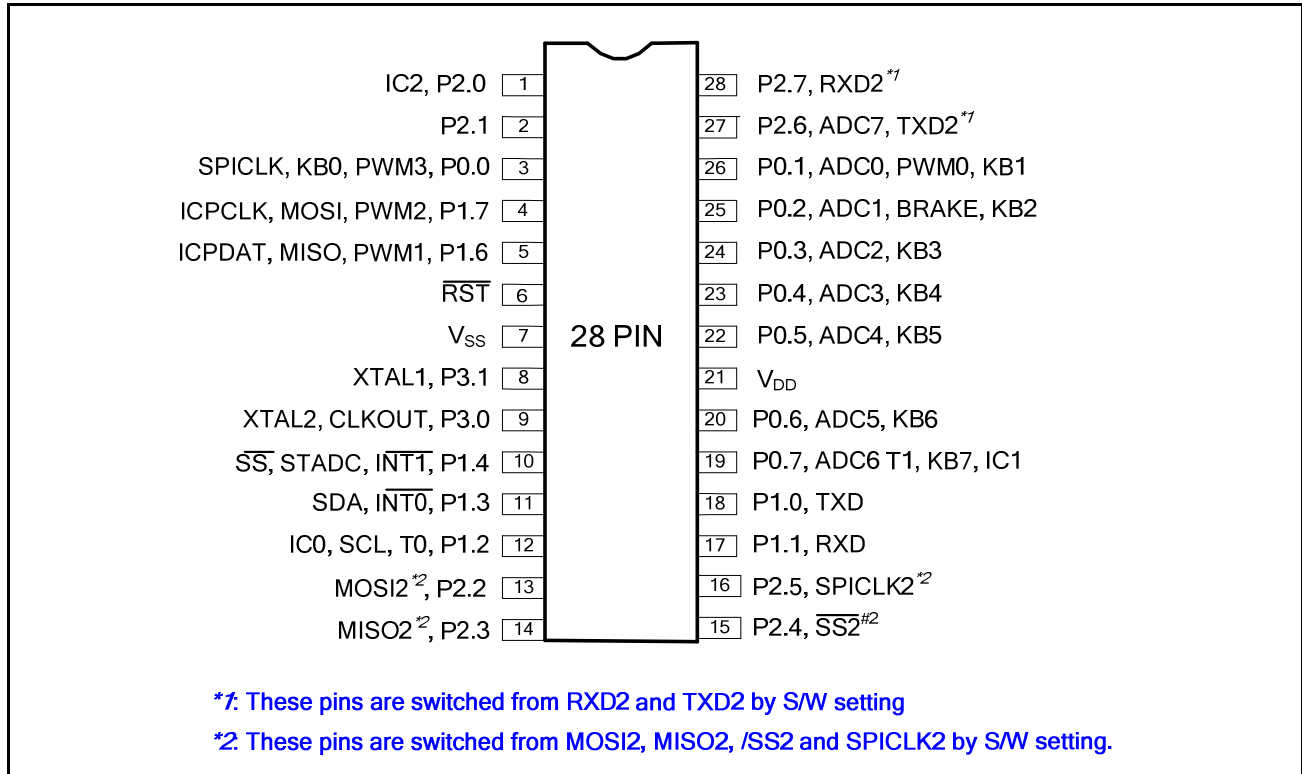 IC2, P2.0 1 28 P2.7, RXD2*1
P2.1 2 27 P2.6, ADC7, TXD2*1
SPICLK, KB0, PWM3, P0.0 3 26 P0.1, ADC0, PWM0, KB1
ICPCLK, MOSI, PWM2, P1.7 4 25 P0.2, ADC1, BRAKE, KB2
ICPDAT, MISO, PWM1, P1.6 5 24 P0.3, ADC2, KB3
RST 6 23 P0.4, ADC3, KB4
VSS 7 28 PIN 22 P0.5, ADC4, KB5
XTAL1, P3.1 8 21 VDD
XTAL2, CLKOUT, P3.0 9 20 P0.6, ADC5, KB6
SS, STADC, INT1, P1.4 10 19 P0.7, ADC6 T1, KB7, IC1
SDA, INT0, P1.3 11 18 P1.0, TXD
IC0, SCL, T0, P1.2 12 17 P1.1, RXD
MOSI2*2, P2.2 13 16 P2.5, SPICLK2*2
MISO2*2, P2.3 14 15 P2.4, SS2#2
*1: These pins are switched from RXD2 and TXD2 by S/W setting
*2: These pins are switched from MOSI2, MISO2, /SS2 and SPICLK2 by S/W setting.